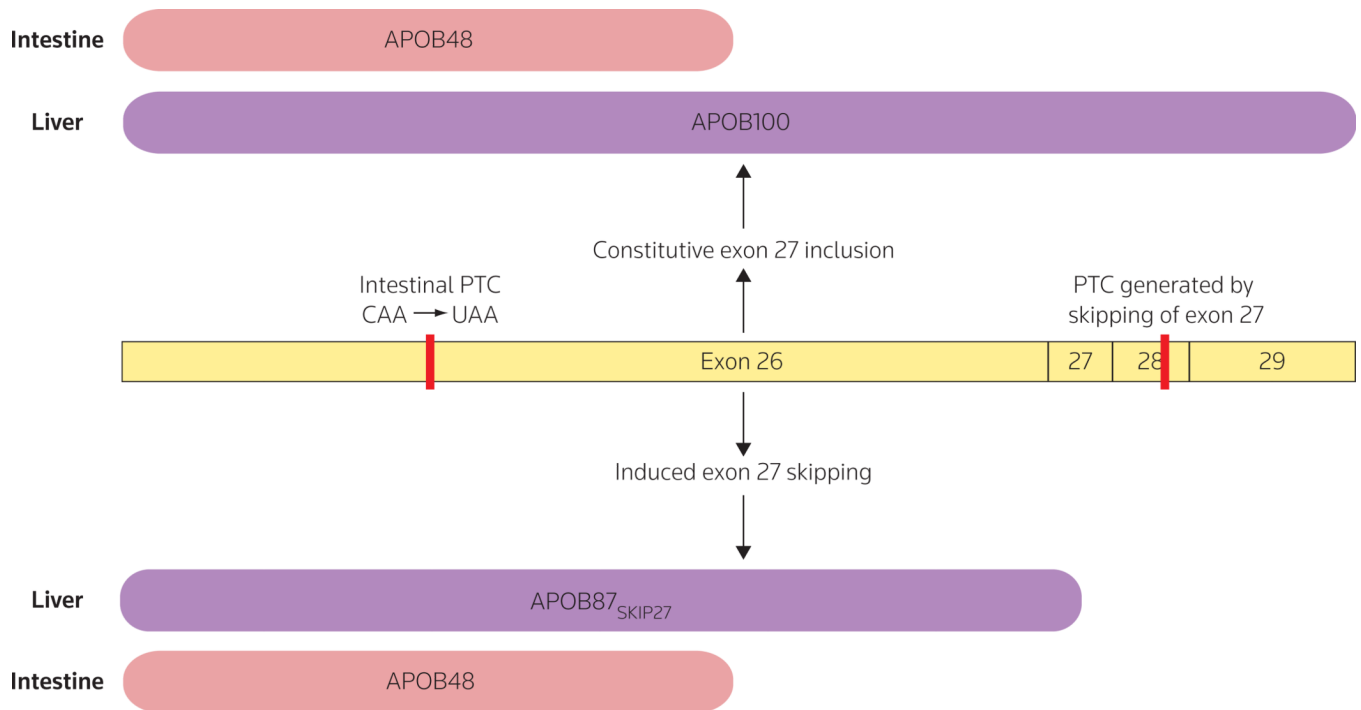 Intestine APOB48
Liver APOB100
Constitutive exon 27 inclusion
Intestinal PTC
CAA → UAA
PTC generated by
skipping of exon 27
Exon 26 27 28 29
Induced exon 27 skipping
Liver APOB87SKIP27
Intestine APOB48